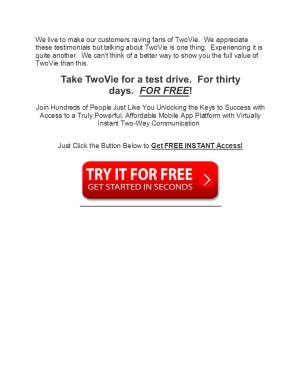 We live to make our customers raving fans of TwoVie.  We appreciate
these testimonials but talking about TwoVie is one thing.  Experiencing it is
quite another.  We can't think of a better way to show you the full value of
TwoVie than this.
Take TwoVie for a test drive.  For thirty
days.  FOR FREE!
Join Hundreds of People Just Like You Unlocking the Keys to Success with
Access to a Truly Powerful, Affordable Mobile App Platform with Virtually
Instant Two-Way Communication
Just Click the Button Below to Get FREE INSTANT Access!
TRY IT FOR FREE
GET STARTED IN SECONDS